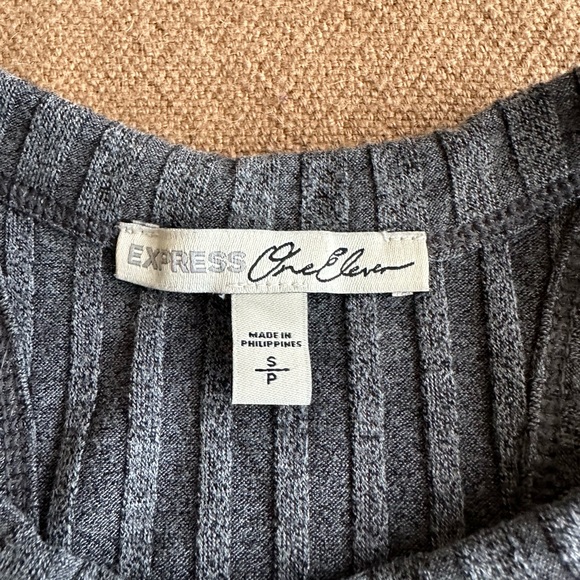 EXPRESS One Eleven
MADE IN
PHILIPPINES
S
P